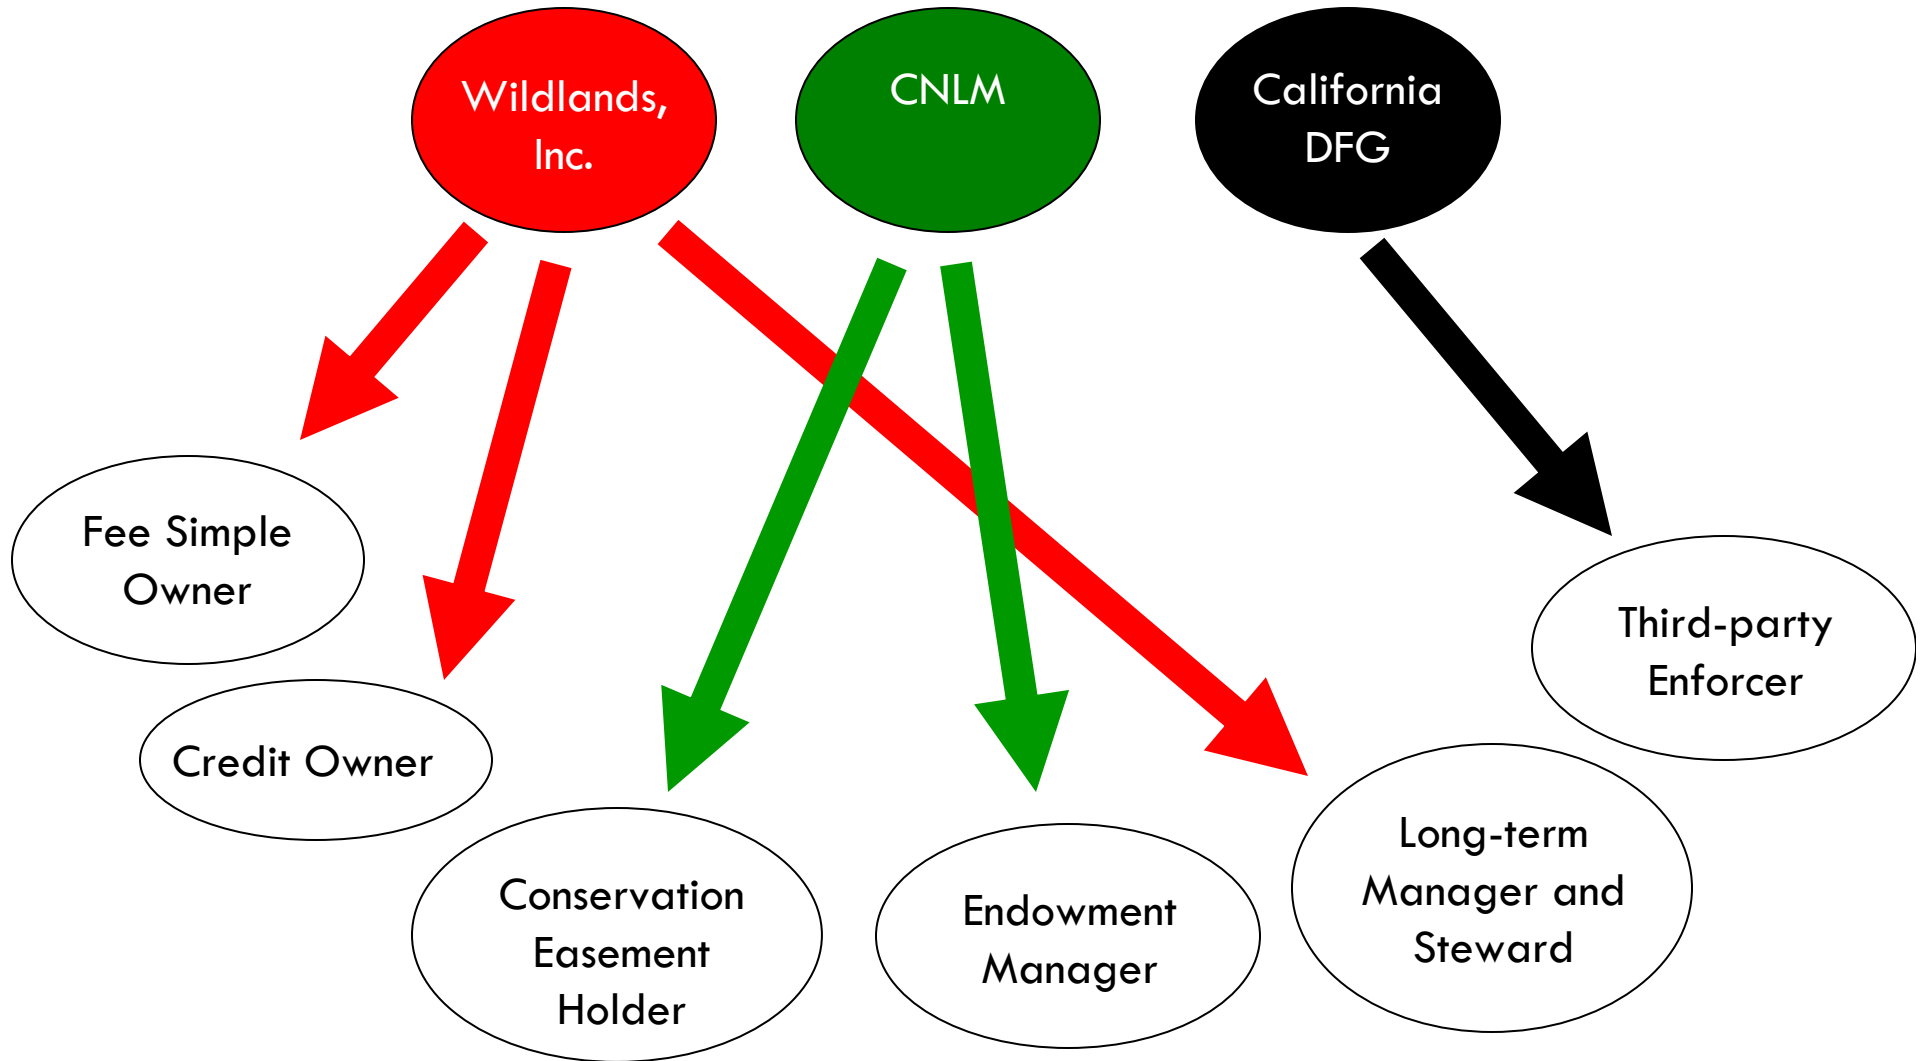 Wildlands,
Inc.
CNLM
California
DFG
Fee Simple
Owner
Credit Owner
Conservation
Easement
Holder
Endowment
Manager
Long-term
Manager and
Steward
Third-party
Enforcer